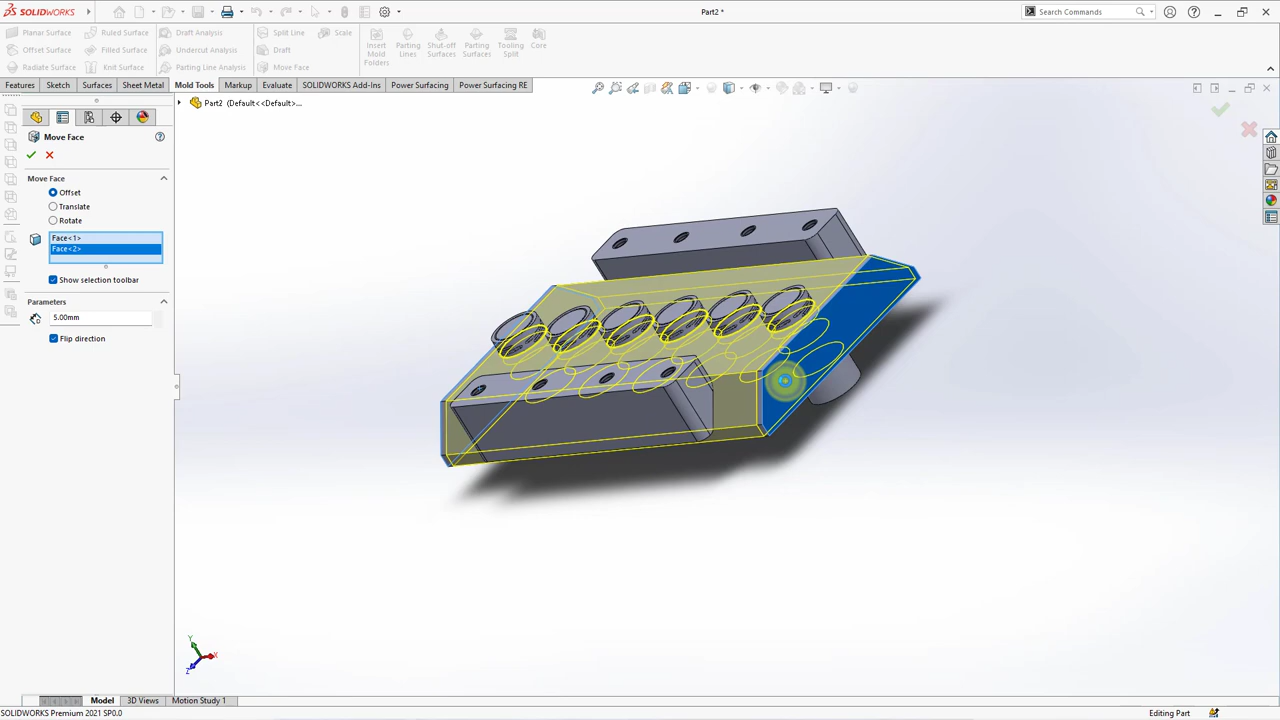 SOLIDWORKS
Part2 *
Search Commands
Planar Surface
Ruled Surface
Draft Analysis
Split Line
Scale
Offset Surface
Filled Surface
Undercut Analysis
Draft
Radiate Surface
Knit Surface
Parting Line Analysis
Move Face
Insert Mold Folders
Parting Lines
Shut-off Surfaces
Parting Surfaces
Tooling Split
Core
Features
Sketch
Surfaces
Sheet Metal
Mold Tools
Markup
Evaluate
SOLIDWORKS Add-Ins
Power Surfacing
Power Surfacing RE
Part2 (Default<<Default>...
Move Face
Move Face
Offset
Translate
Rotate
Face<1>
Face<2>
Show selection toolbar
Parameters
5.00mm
Flip direction
Y
X
Z
Model
3D Views
Motion Study 1
SOLIDWORKS Premium 2021 SP0.0
Editing Part